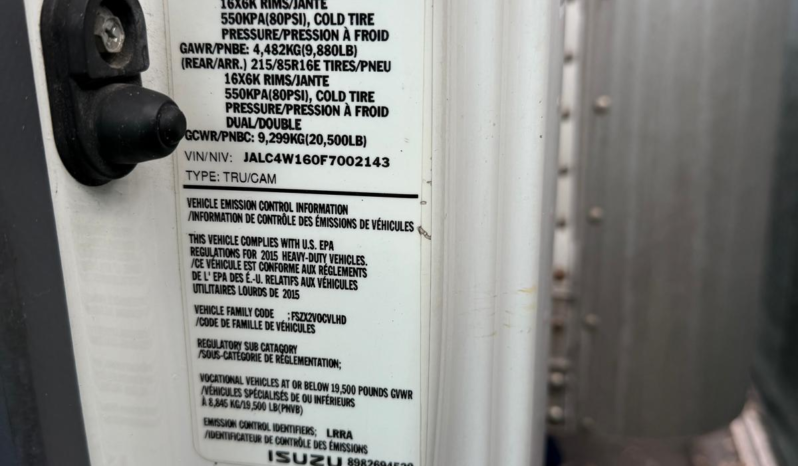 16X6K RIMS/JANTE
550KPA(80PSI), COLD TIRE
PRESSURE/PRESSION À FROID
GAWR/PNBE: 4,482KG(9,880LB)
(REAR/ARR.) 215/85R16E TIRES/PNEU
16X6K RIMS/JANTE
550KPA(80PSI), COLD TIRE
PRESSURE/PRESSION À FROID
DUAL/DOUBLE
GCWR/PNBC: 9,299KG(20,500LB)
VIN/NIV: JALC4W160F7002143
TYPE: TRU/CAM
VEHICLE EMISSION CONTROL INFORMATION
/INFORMATION DE CONTRÔLE DES ÉMISSIONS DE VÉHICULES
THIS VEHICLE COMPLIES WITH U.S. EPA
REGULATIONS FOR 2015 HEAVY-DUTY VEHICLES.
/CE VÉHICULE EST CONFORME AUX RÉGLEMENTS
DE L' EPA DES É.-U. RELATIFS AUX VÉHICULES
UTILITAIRES LOURDS DE 2015
VEHICLE FAMILY CODE :FSZX2VOCVLHD
/CODE DE FAMILLE DE VÉHICULES
REGULATORY SUB CATAGORY
/SOUS-CATÉGORIE DE RÉGLEMENTATION;
VOCATIONAL VEHICLES AT OR BELOW 19,500 POUNDS GVWR
/VÉHICULES SPÉCIALISÉS DE OU INFÉRIEURS
À 8,845 KG/19,500 LB(PNVB)
EMISSION CONTROL IDENTIFIERS; LRRA
/IDENTIFICATEUR DE CONTRÔLE DES ÉMISSIONS
ISUZU